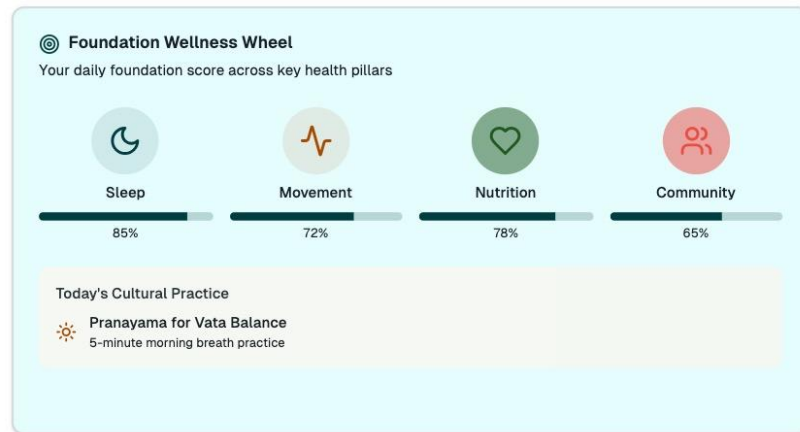 Foundation Wellness Wheel
Your daily foundation score across key health pillars
Sleep
Movement
Nutrition
Community
85%
72%
78%
65%
Today's Cultural Practice
Pranayama for Vata Balance
5-minute morning breath practice